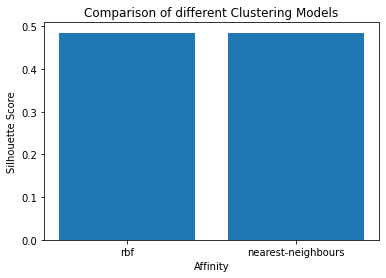 Comparison of different Clustering Models
0.5
0.4
0.3
0.2
0.1
0.0
Silhouette Score
rbf
nearest-neighbours
Affinity